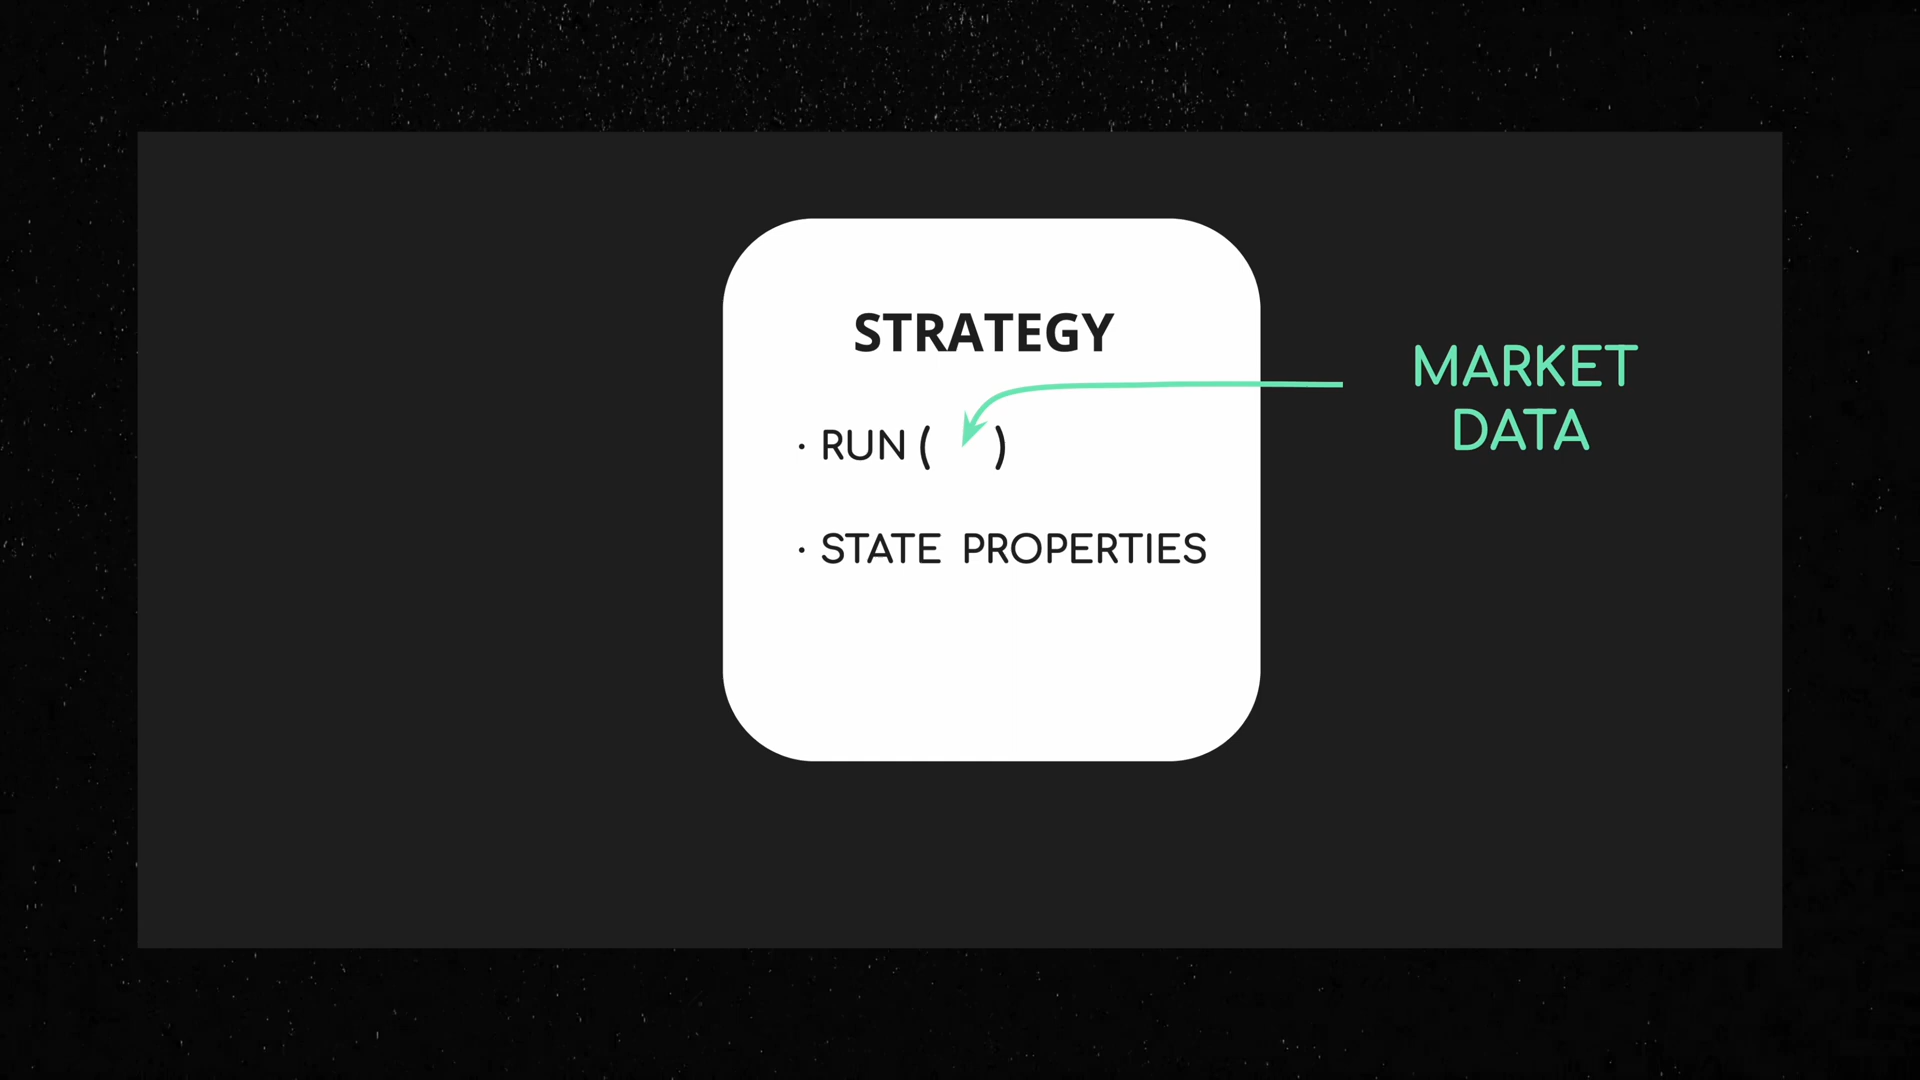 STRATEGY
MARKET
DATA
· RUN ( )
· STATE PROPERTIES